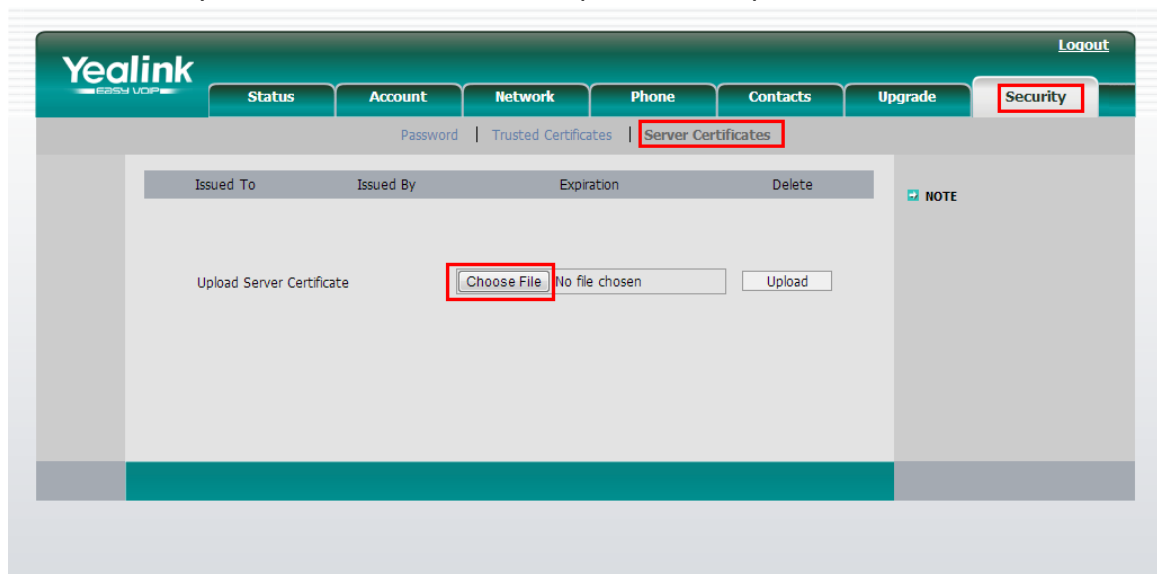 Logout
Yealink
EASY VOIP
Status Account Network Phone Contacts Upgrade Security
Password | Trusted Certificates | Server Certificates
Issued To Issued By Expiration Delete
NOTE
Upload Server Certificate Choose File No file chosen Upload